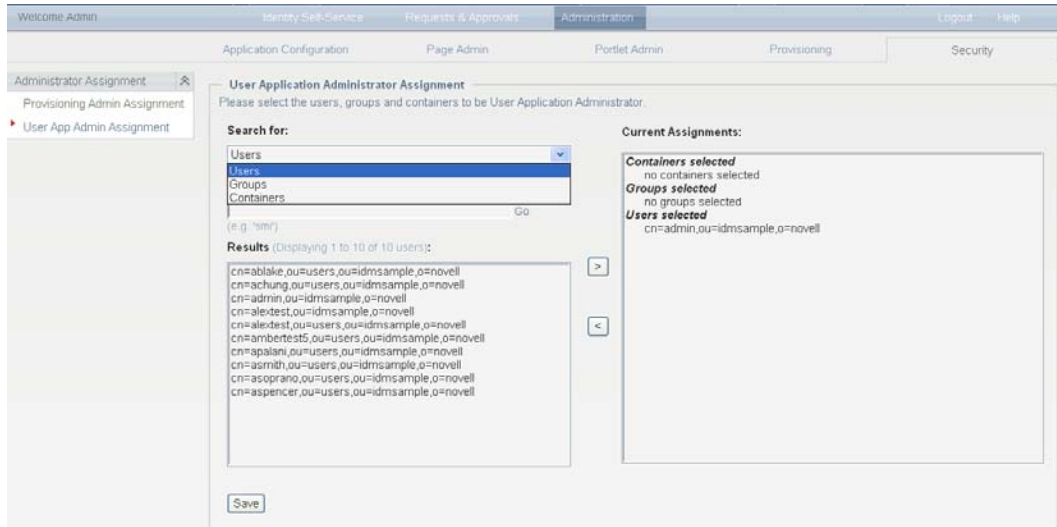 Welcome Admin
Identity Self-Service
Requests & Approvals
Administration
Logout
Help
Application Configuration
Page Admin
Portlet Admin
Provisioning
Security
Administrator Assignment
Provisioning Admin Assignment
User App Admin Assignment
User Application Administrator Assignment
Please select the users, groups and containers to be User Application Administrator.
Search for:
Users
Users
Groups
Containers
Go
(e.g. 'smi')
Results (Displaying 1 to 10 of 10 users):
cn=ablake,ou=users,ou=idmsample,o=novell
cn=achung,ou=users,ou=idmsample,o=novell
cn=admin,ou=idmsample,o=novell
cn=alextest,ou=idmsample,o=novell
cn=alextest,ou=users,ou=idmsample,o=novell
cn=ambertest5,ou=users,ou=idmsample,o=novell
cn=apalani,ou=users,ou=idmsample,o=novell
cn=asmith,ou=users,ou=idmsample,o=novell
cn=asoprano,ou=users,ou=idmsample,o=novell
cn=aspencer,ou=users,ou=idmsample,o=novell
>
<
Current Assignments:
Containers selected
no containers selected
Groups selected
no groups selected
Users selected
cn=admin,ou=idmsample,o=novell
Save